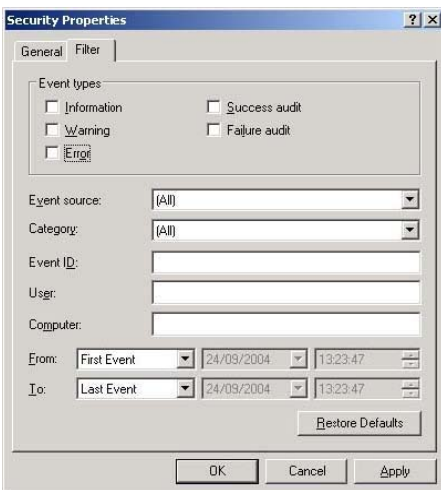 Security Properties
General Filter
Event types
Information Success audit
Warning Failure audit
Error
Event source: (All)
Category: (All)
Event ID:
User:
Computer:
From: First Event 24/09/2004 13:23:47
To: Last Event 24/09/2004 13:23:47
Restore Defaults
OK Cancel Apply